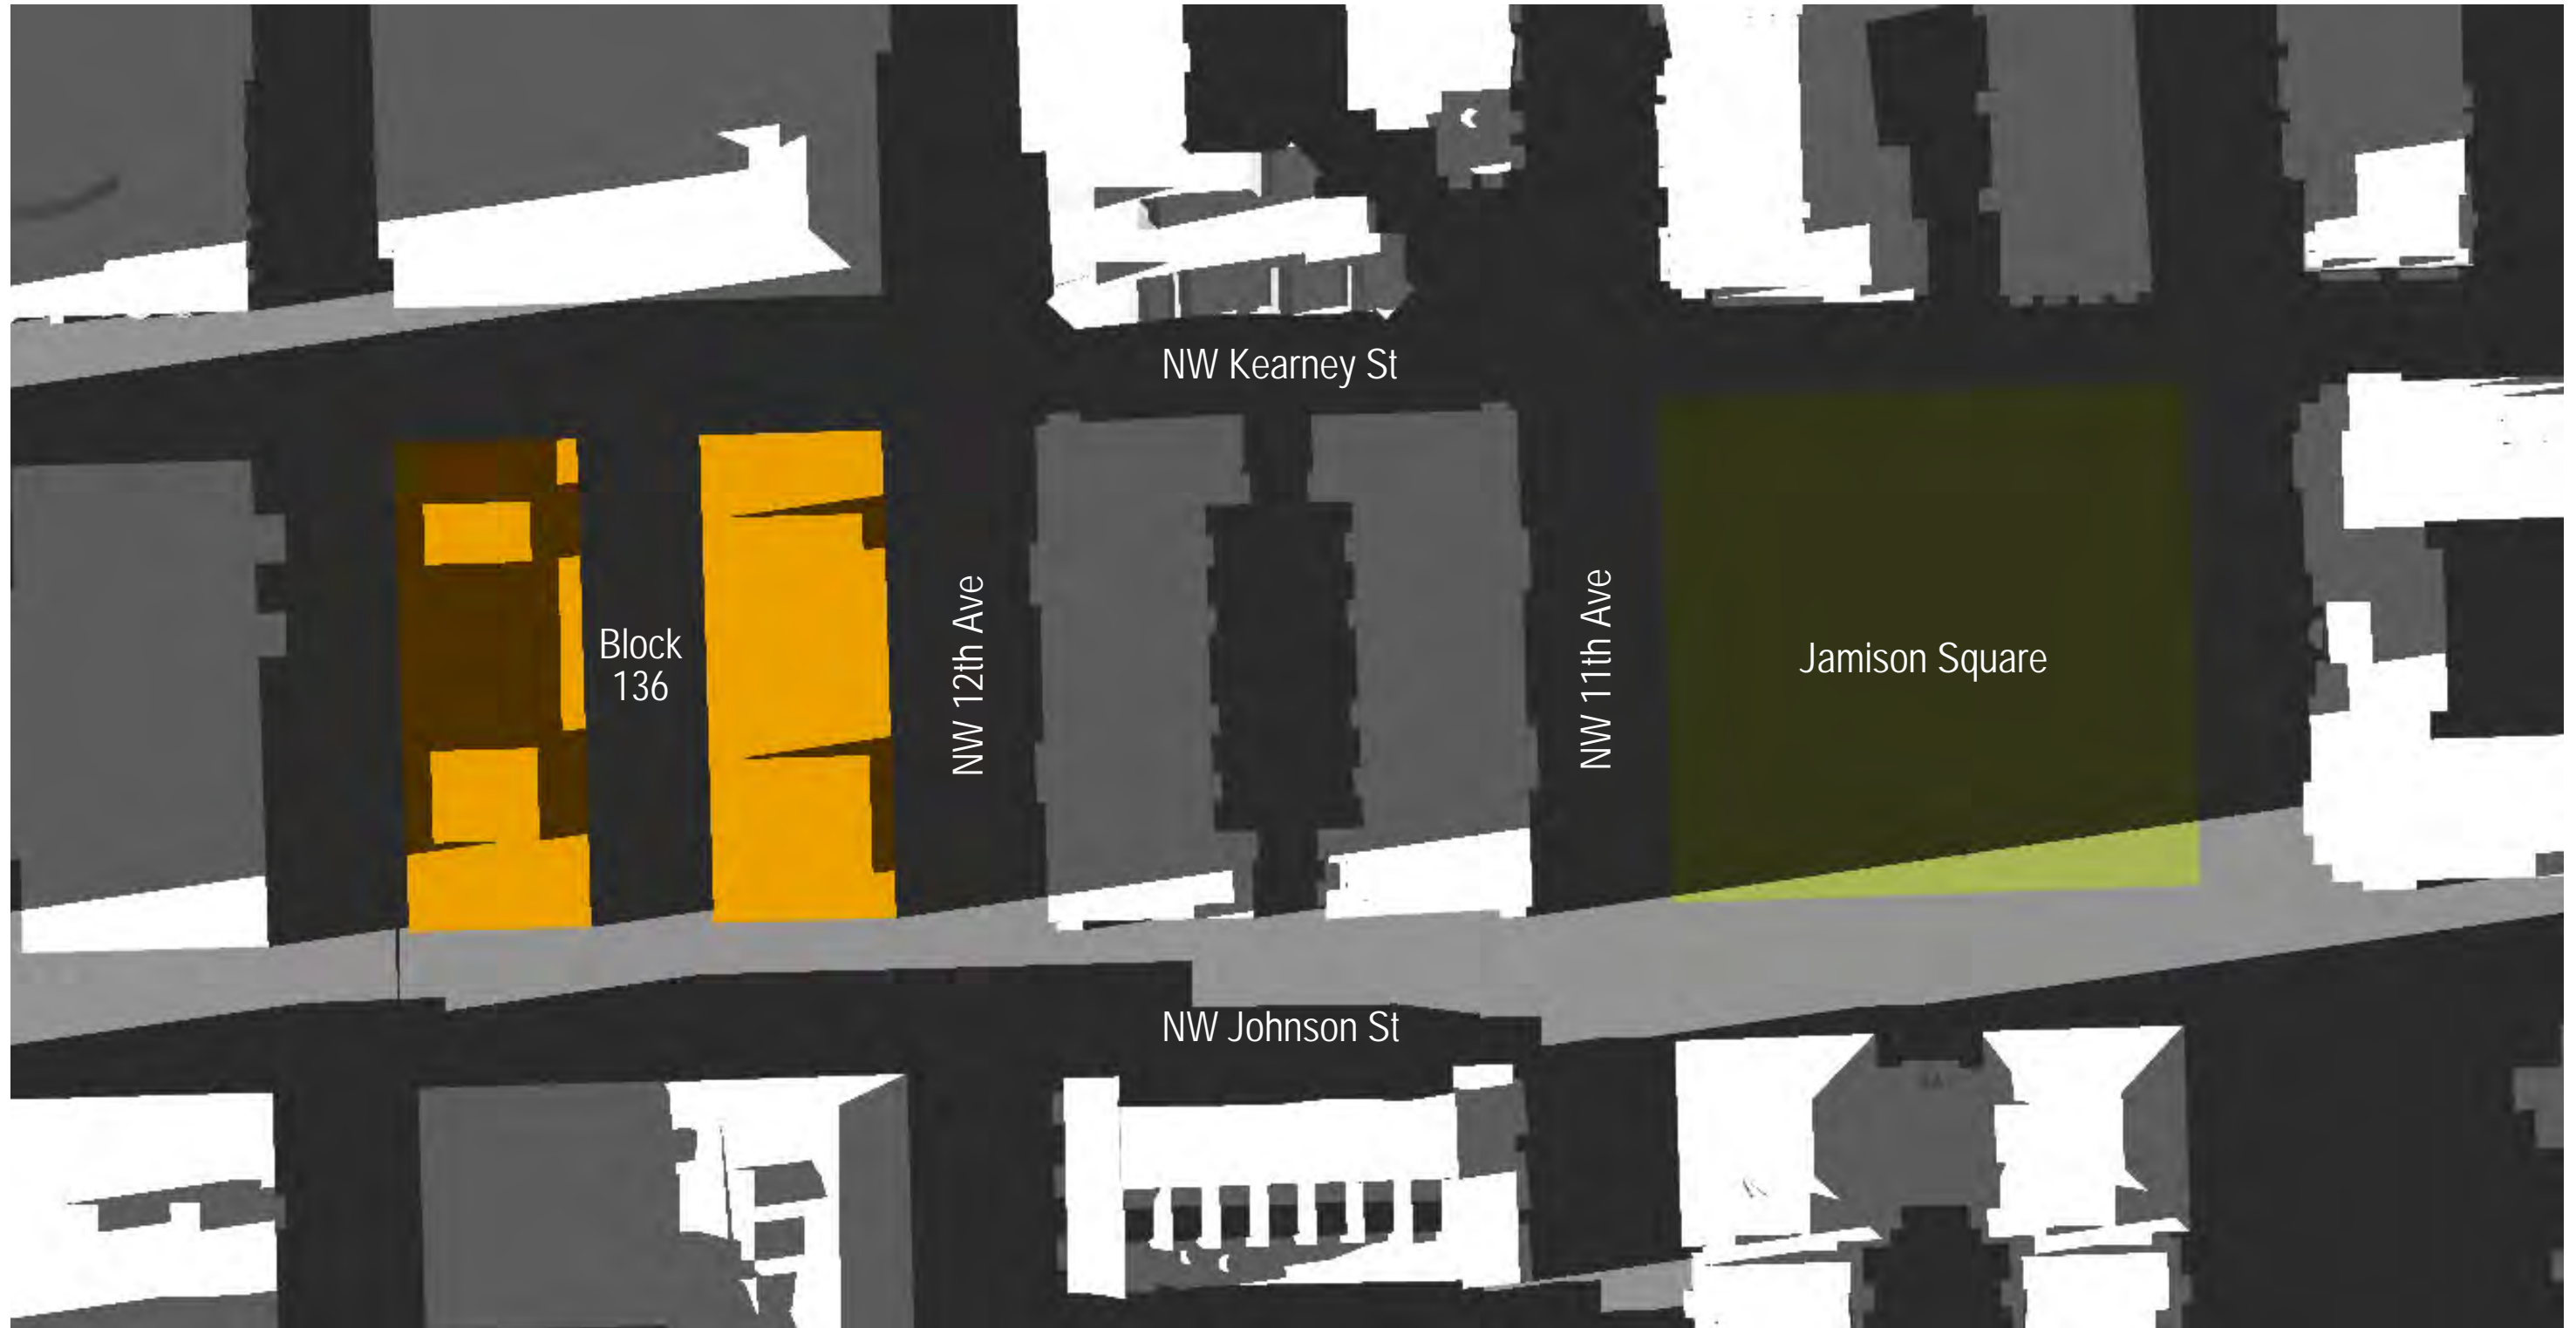 NW Kearney St
Block
136
NW 12th Ave
NW 11th Ave
Jamison Square
NW Johnson St